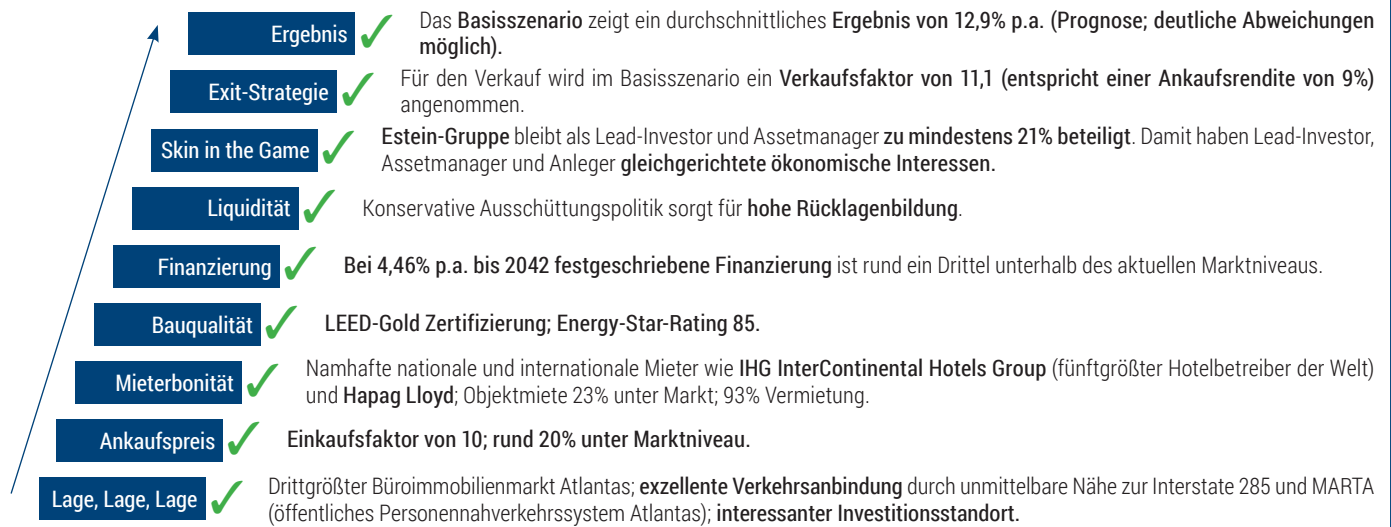 Ergebnis
Das Basisszenario zeigt ein durchschnittliches Ergebnis von 12,9% p.a. (Prognose; deutliche Abweichungen
möglich).
Exit-Strategie
Für den Verkauf wird im Basisszenario ein Verkaufsfaktor von 11,1 (entspricht einer Ankaufsrendite von 9%)
angenommen.
Skin in the Game
Estein-Gruppe bleibt als Lead-Investor und Assetmanager zu mindestens 21% beteiligt. Damit haben Lead-Investor,
Assetmanager und Anleger gleichgerichtete ökonomische Interessen.
Liquidität
Konservative Ausschüttungspolitik sorgt für hohe Rücklagenbildung.
Finanzierung
Bei 4,46% p.a. bis 2042 festgeschriebene Finanzierung ist rund ein Drittel unterhalb des aktuellen Marktniveaus.
Bauqualität
LEED-Gold Zertifizierung; Energy-Star-Rating 85.
Mieterbonität
Namhafte nationale und internationale Mieter wie IHG InterContinental Hotels Group (fünftgrößter Hotelbetreiber der Welt)
und Hapag Lloyd; Objektmiete 23% unter Markt; 93% Vermietung.
Ankaufspreis
Einkaufsfaktor von 10; rund 20% unter Marktniveau.
Lage, Lage, Lage
Drittgrößter Büroimmobilienmarkt Atlantas; exzellente Verkehrsanbindung durch unmittelbare Nähe zur Interstate 285 und MARTA
(öffentliches Personennahverkehrssystem Atlantas); interessanter Investitionsstandort.